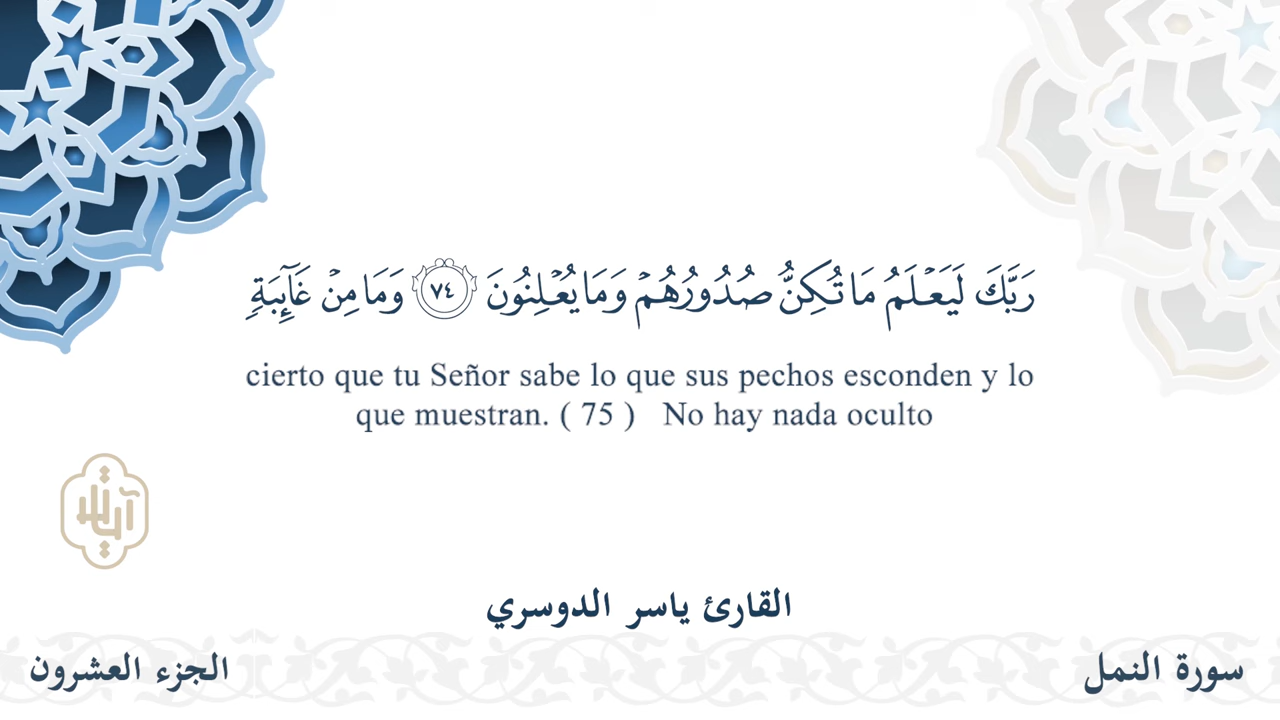 رَبَّكَ لَيَعْلَمُ مَا تُكِنُّ صُدُورُهُمْ وَمَا يُعْلِنُونَ ٧٤ وَمَا مِنْ غَآئِبَةٍ
cierto que tu Señor sabe lo que sus pechos esconden y lo
que muestran. ( 75 ) No hay nada oculto
القارئ ياسر الدوسري
سورة النمل
الجزء العشرون